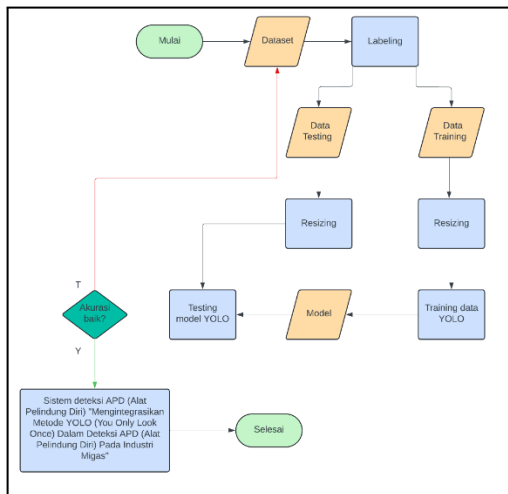 Mulai
Dataset
Labeling
Data
Testing
Data
Training
Resizing
Resizing
T
Akurasi
baik?
Testing
model YOLO
Model
Training data
YOLO
Y
Sistem deteksi APD (Alat
Pelindung Diri) "Mengintegrasikan
Metode YOLO (You Only Look
Once) Dalam Deteksi APD (Alat
Pelindung Diri) Pada Industri
Migas"
Selesai